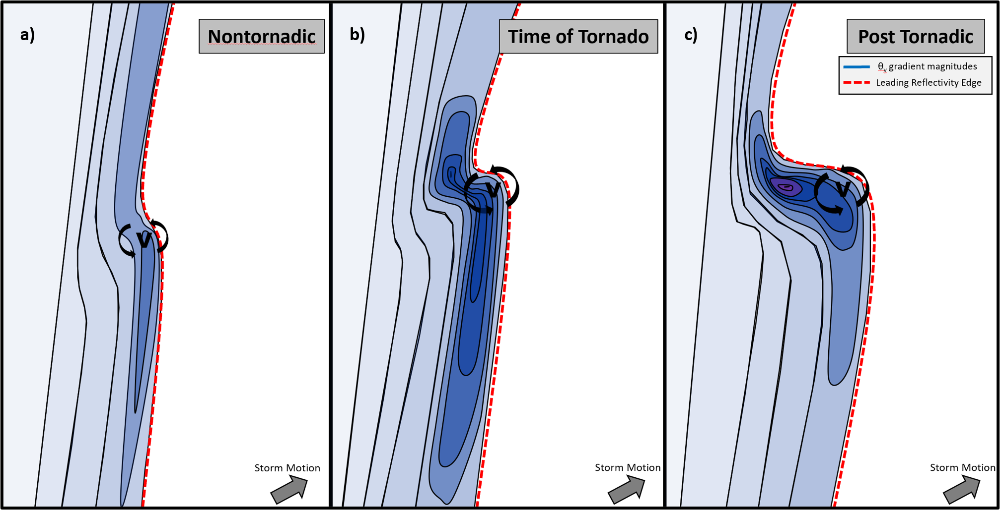 a)
Nontornadic
V
Storm Motion
b)
Time of Tornado
V
Storm Motion
c)
Post Tornadic
θv gradient magnitudes
Leading Reflectivity Edge
V
Storm Motion